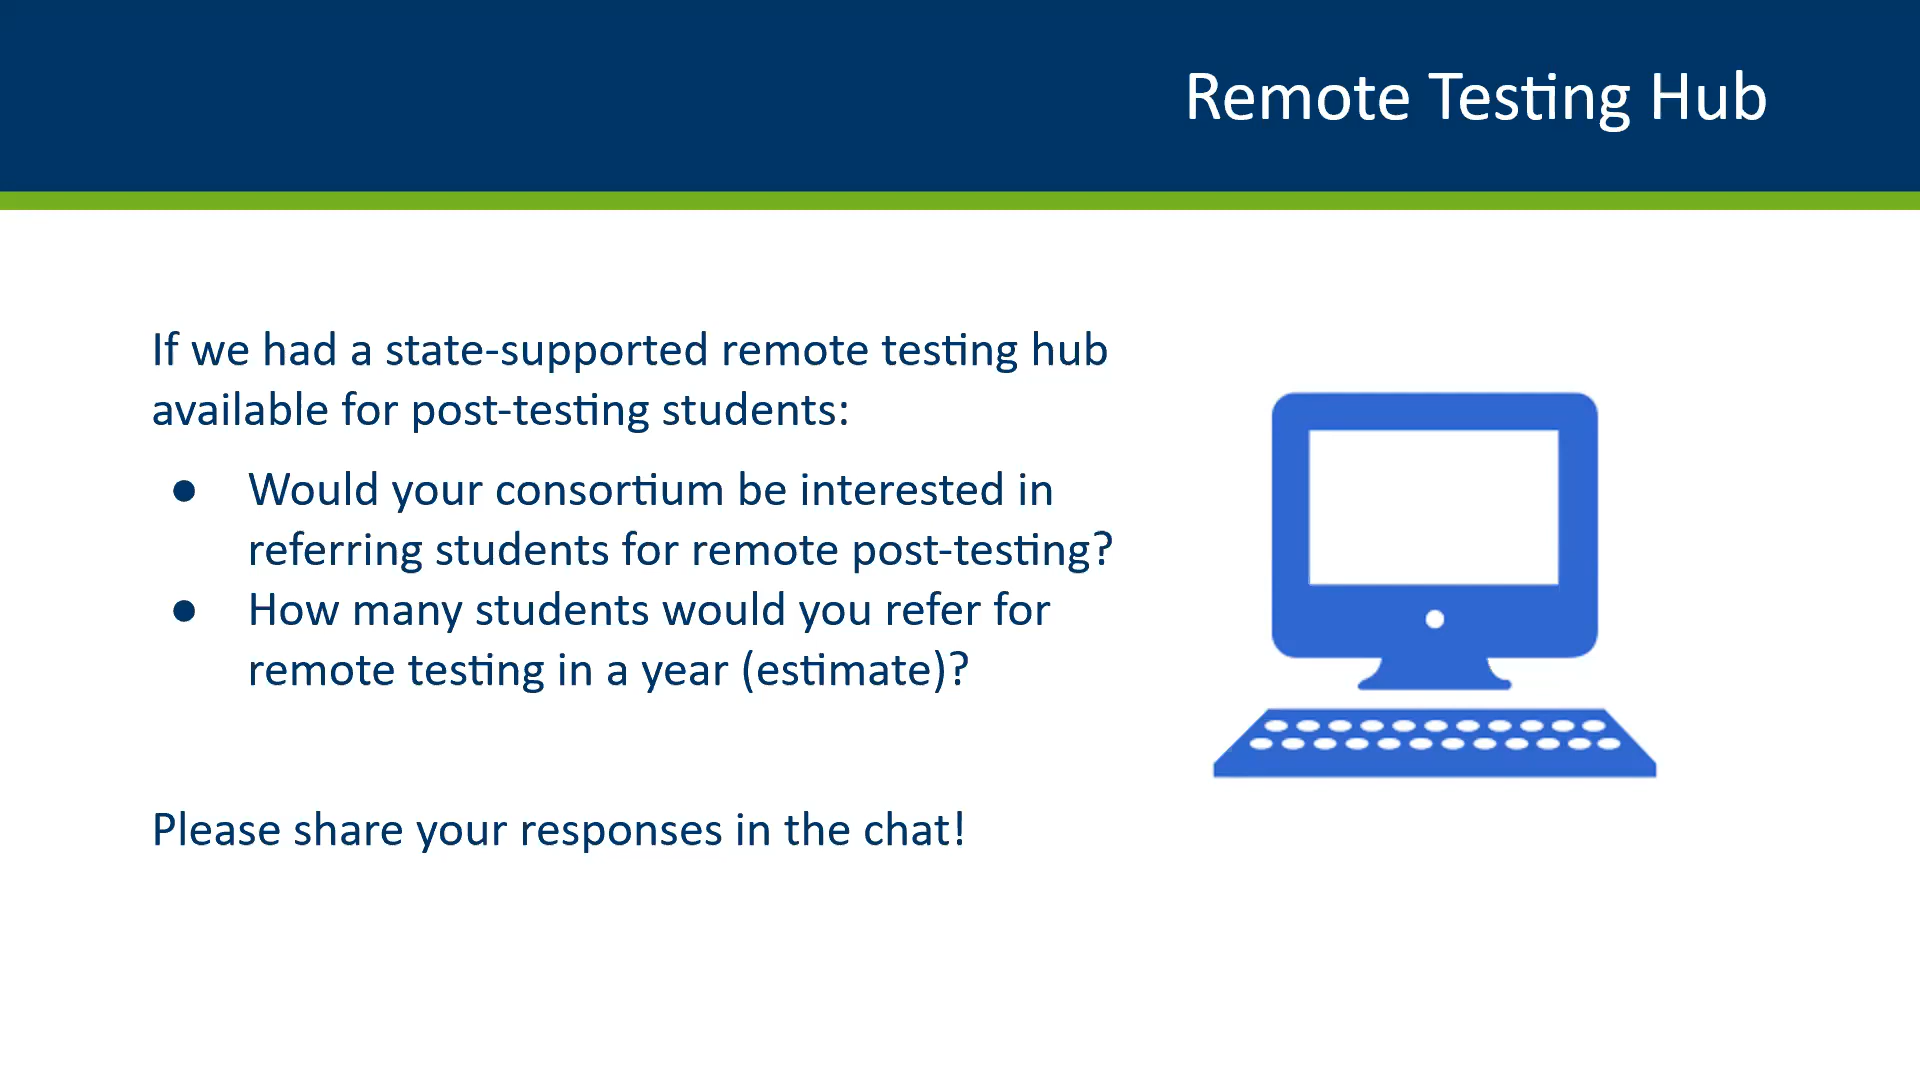 Remote Testing Hub
If we had a state-supported remote testing hub
available for post-testing students:
● Would your consortium be interested in
referring students for remote post-testing?
● How many students would you refer for
remote testing in a year (estimate)?
Please share your responses in the chat!